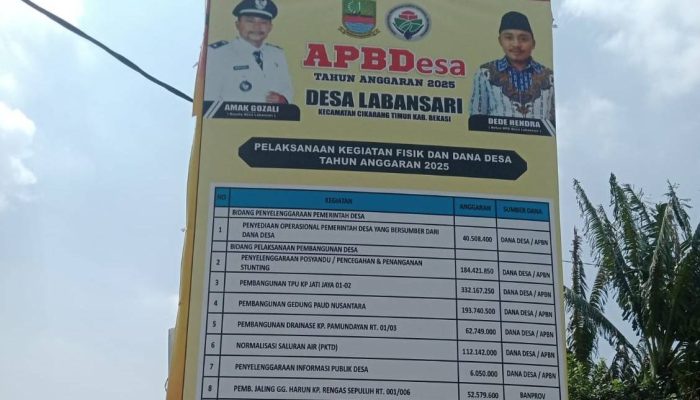 APBDesa
TAHUN ANGGARAN 2025
DESA LABANSARI
KECAMATAN CIKARANG TIMUR KAB. BEKASI
AMAK GOZALI
DEDE HENDRA
PELAKSANAAN KEGIATAN FISIK DAN DANA DESA
TAHUN ANGGARAN 2025
NO KEGIATAN ANGGARAN SUMBER DANA
BIDANG PENYELENGGARAAN PEMERINTAH DESA
1 PENYEDIAAN OPERASIONAL PEMERINTAH DESA YANG BERSUMBER DARI DANA DESA 40.508.400 DANA DESA / APBN
BIDANG PELAKSANAAN PEMBANGUNAN DESA
2 PENYELENGGARAAN POSYANDU / PENCEGAHAN & PENANGANAN STUNTING 184.421.850 DANA DESA / APBN
3 PEMBANGUNAN TPU KP JATI JAYA 01-02 332.167.250 DANA DESA / APBN
4 PEMBANGUNAN GEDUNG PAUD NUSANTARA 193.740.500 DANA DESA / APBN
5 PEMBANGUNAN DRAINASE KP. PAMUNDAYAN RT. 01/03 62.749.000 DANA DESA / APBN
6 NORMALISASI SALURAN AIR (PKTD) 112.142.000 DANA DESA / APBN
7 PENYELENGGARAAN INFORMASI PUBLIK DESA 6.050.000 DANA DESA / APBN
8 PEMB. JALING GG. HARUN KP. RENGAS SEPULUH RT. 001/006 52.579.600 BANPROV